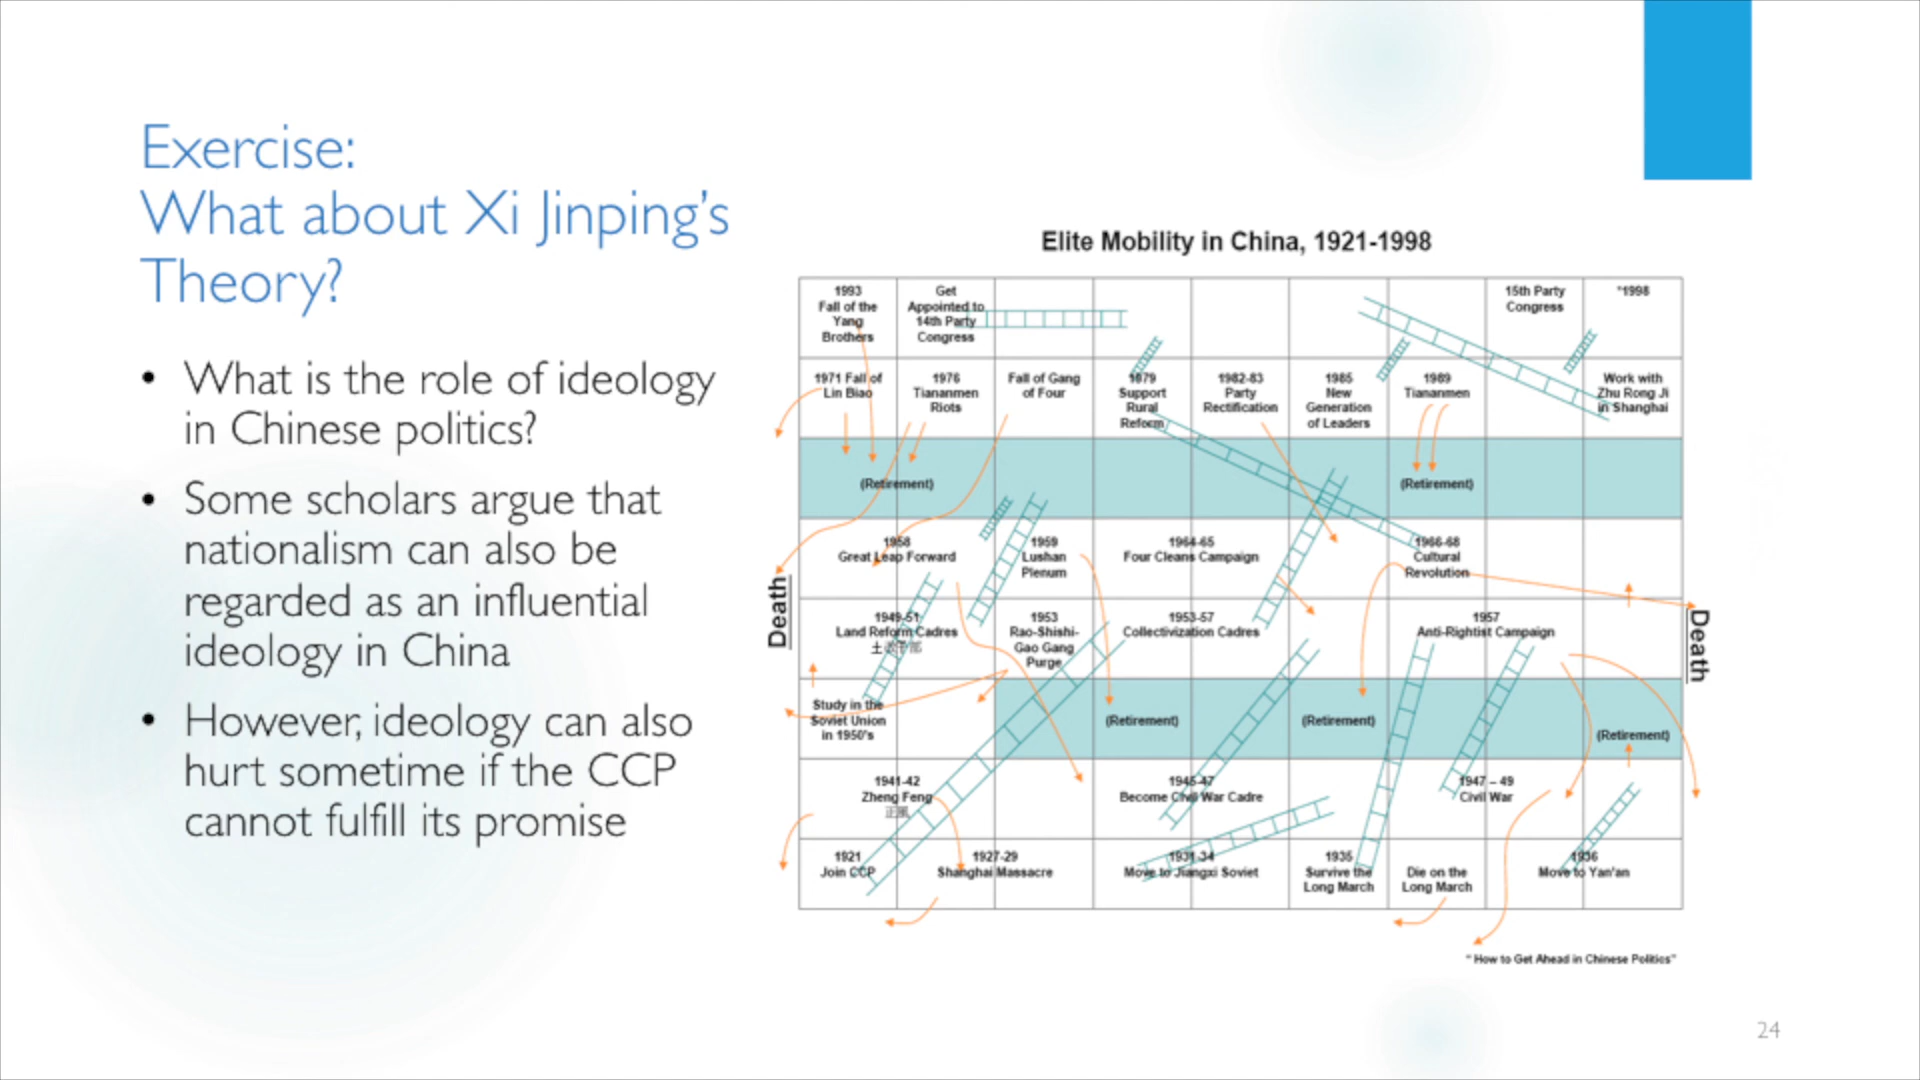 Exercise:
What about Xi Jinping’s
Theory?
• What is the role of ideology
in Chinese politics?
• Some scholars argue that
nationalism can also be
regarded as an influential
ideology in China
• However, ideology can also
hurt sometime if the CCP
cannot fulfill its promise
Elite Mobility in China, 1921-1998
1993
Fall of the
Yang
Brothers
Get
Appointed to
14th Party
Congress
15th Party
Congress
"1998
1971 Fall of
Lin Biao
1976
Tiananmen
Riots
Fall of Gang
of Four
1979
Support
Rural
Reform
1982-83
Party
Rectification
1985
New
Generation
of Leaders
1989
Tiananmen
Work with
Zhu Rong Ji
in Shanghai
(Retirement)
(Retirement)
1958
Great Leap Forward
1959
Lushan
Plenum
1964-65
Four Cleans Campaign
1966-68
Cultural
Revolution
Death
1949-51
Land Reform Cadres
1953
Rao-Shishi-
Gao Gang
Purge
1953-57
Collectivization Cadres
1957
Anti-Rightist Campaign
Death
Study in the
Soviet Union
in 1950's
(Retirement)
(Retirement)
(Retirement)
1941-42
Zheng Feng
正風
1945-47
Become Civil War Cadre
1947 – 49
Civil War
1921
Join CCP
1927-29
Shanghai Massacre
1931-34
Move to Jiangxi Soviet
1935
Survive the
Long March
Die on the
Long March
1936
Move to Yan'an
" How to Get Ahead in Chinese Politics"
24